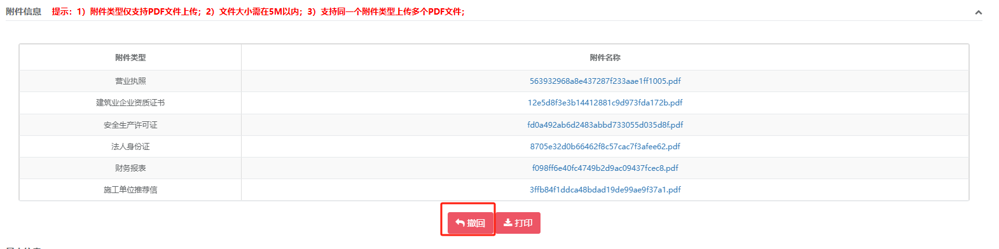 附件信息 提示：1）附件类型仅支持PDF文件上传；2）文件大小需在5M以内；3）支持同一个附件类型上传多个PDF文件；
附件类型 附件名称
营业执照 563932968a8e437287f233aae1ff1005.pdf
建筑业企业资质证书 12e5d8f3e3b14412881c9d973fda172b.pdf
安全生产许可证 fd0a492ab6d2483abbd733055d035d8f.pdf
法人身份证 8705e32d0b66462f8c57cac7f3afee62.pdf
财务报表 f098ff6e40fc4749b2d9ac09437fcec8.pdf
施工单位推荐信 3ffb84f1ddca48bdad19de99ae9f37a1.pdf
撤回 打印